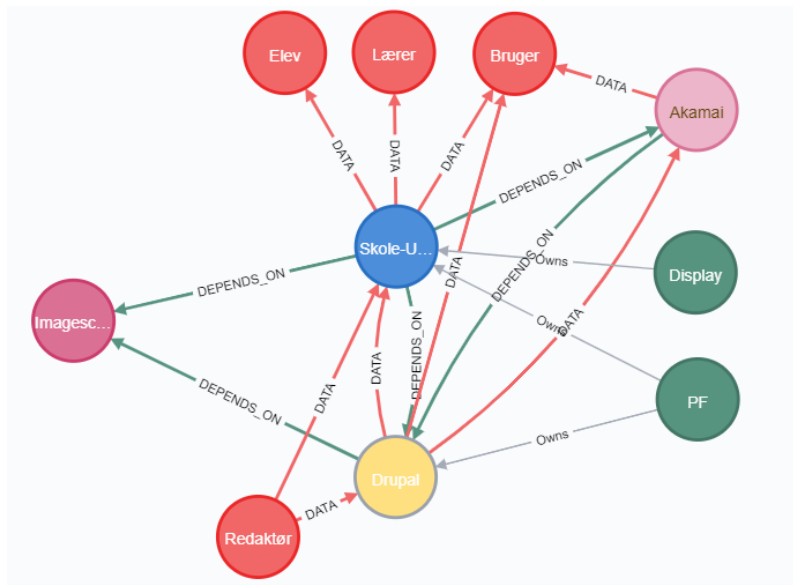 Elev
Lærer
Bruger
DATA
Akamai
DATA
DATA
DATA
DEPENDS_ON
Skole-U...
Owns
Display
DEPENDS_ON
DATA
DEPENDS_ON
Imagesc...
Owns
DATA
DEPENDS_ON
DATA
DATA
DEPENDS_ON
PF
Owns
Drupal
DATA
Redaktør